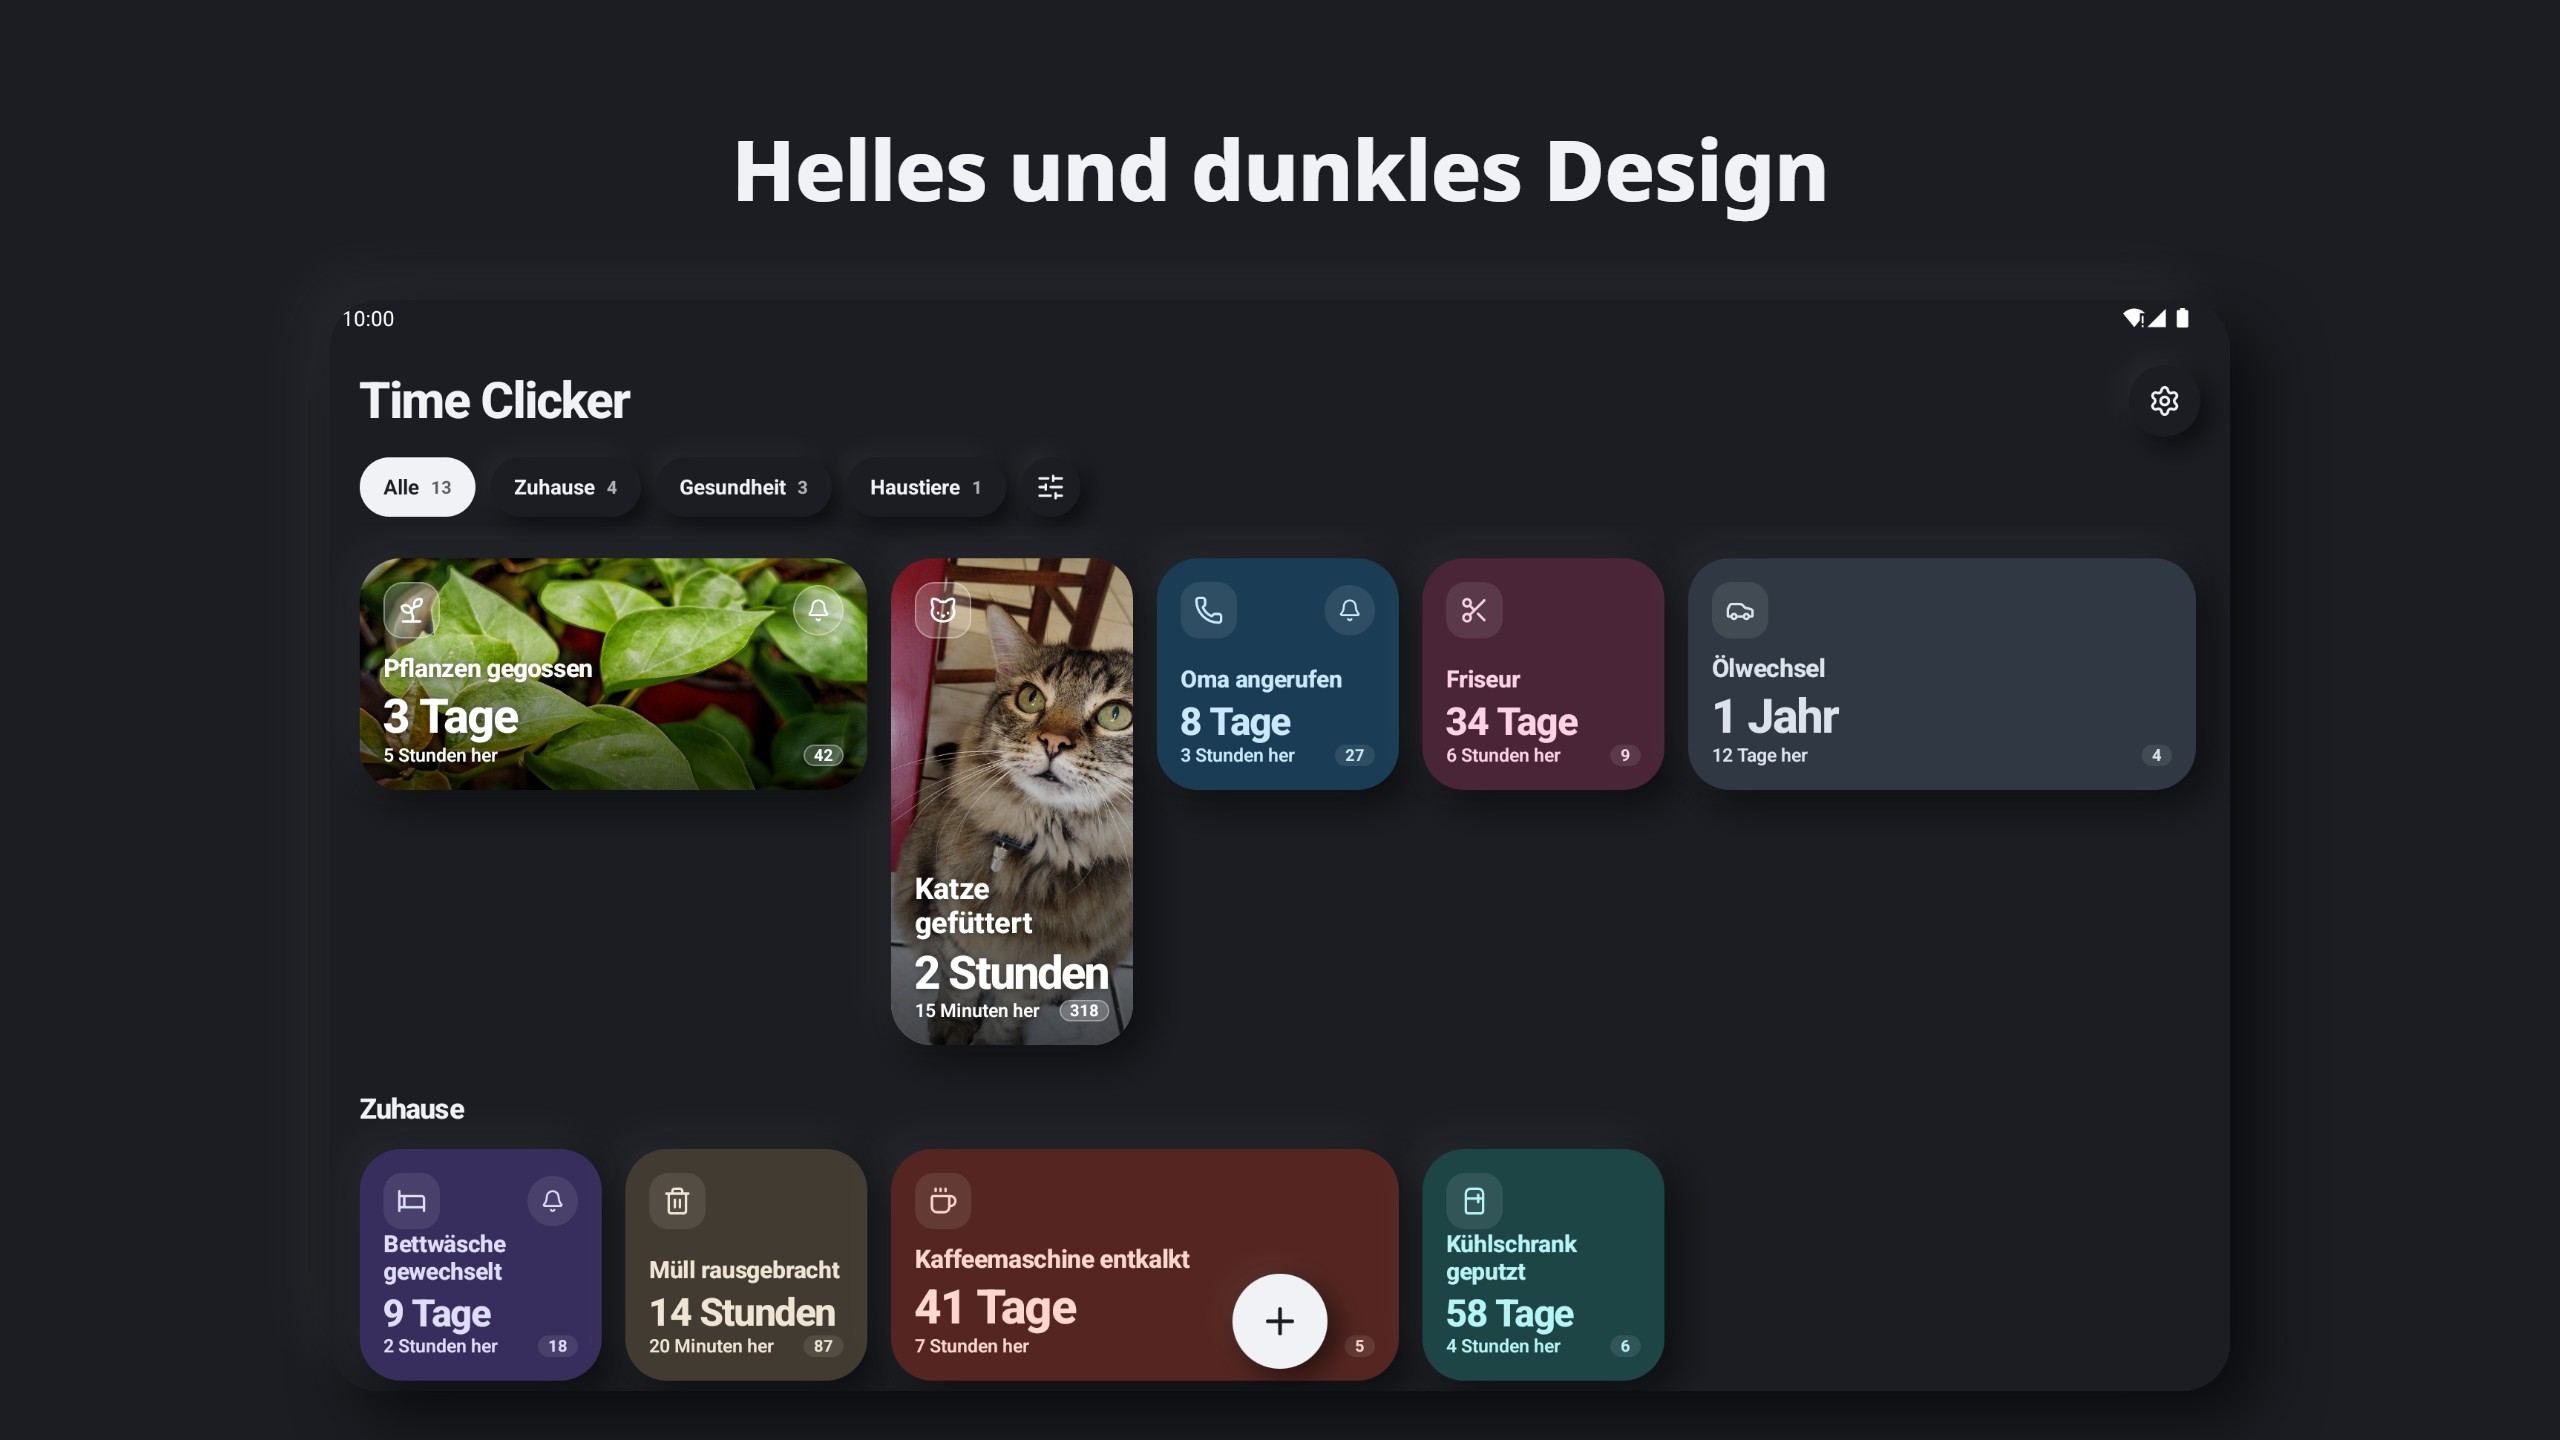 Helles und dunkles Design
10:00
Time Clicker
Alle 13
Zuhause 4
Gesundheit 3
Haustiere 1
Pflanzen gegossen
3 Tage
5 Stunden her
42
Katze
gefüttert
2 Stunden
15 Minuten her
318
Oma angerufen
8 Tage
3 Stunden her
27
Friseur
34 Tage
6 Stunden her
9
Ölwechsel
1 Jahr
12 Tage her
4
Zuhause
Bettwäsche
gewechselt
9 Tage
2 Stunden her
18
Müll rausgebracht
14 Stunden
20 Minuten her
87
Kaffeemaschine entkalkt
41 Tage
7 Stunden her
5
Kühlschrank
geputzt
58 Tage
4 Stunden her
6